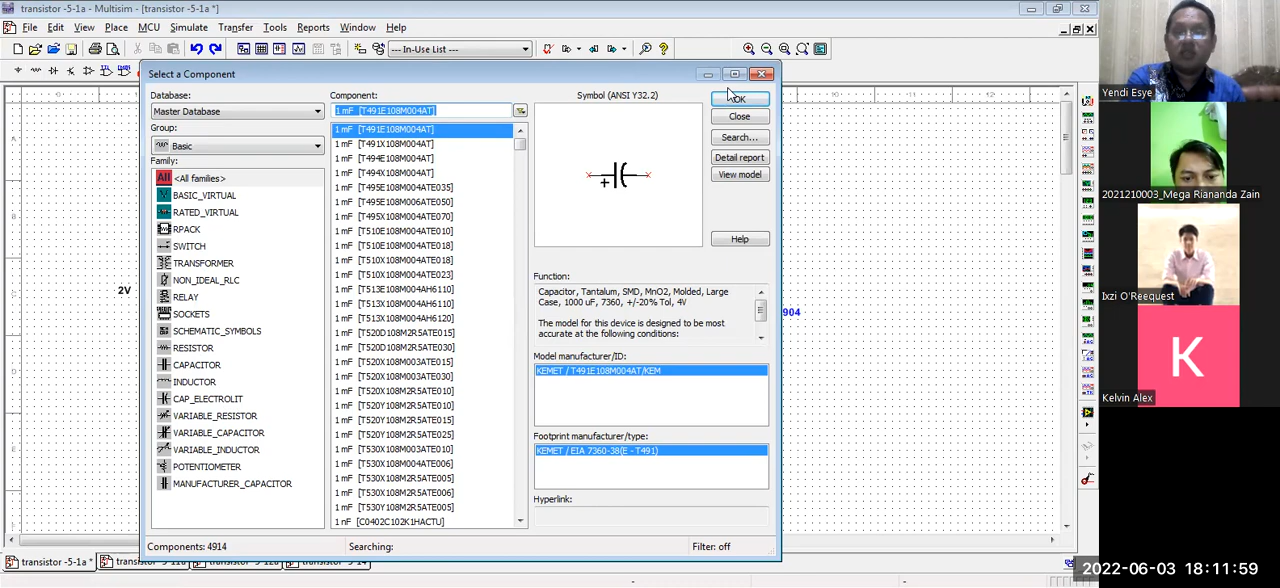 transistor -5-1a - Multisim - [transistor -5-1a *]
File Edit View Place MCU Simulate Transfer Tools Reports Window Help
--- In-Use List ---
Select a Component
Database:
Master Database
Group:
Basic
Family:
All <All families>
BASIC_VIRTUAL
RATED_VIRTUAL
RPACK
SWITCH
TRANSFORMER
NON_IDEAL_RLC
RELAY
SOCKETS
SCHEMATIC_SYMBOLS
RESISTOR
CAPACITOR
INDUCTOR
CAP_ELECTROLIT
VARIABLE_RESISTOR
VARIABLE_CAPACITOR
VARIABLE_INDUCTOR
POTENTIOMETER
MANUFACTURER_CAPACITOR
Component:
1 mF [T491E108M004AT]
1 mF [T491E108M004AT]
1 mF [T491X108M004AT]
1 mF [T494E108M004AT]
1 mF [T494X108M004AT]
1 mF [T495E108M004ATE035]
1 mF [T495E108M006ATE050]
1 mF [T495X108M004ATE070]
1 mF [T510E108M004ATE010]
1 mF [T510E108M004ATE018]
1 mF [T510X108M004ATE018]
1 mF [T510X108M004ATE023]
1 mF [T513E108M004AH6110]
1 mF [T513X108M004AH6110]
1 mF [T513X108M004AH6120]
1 mF [T520D108M2R5ATE015]
1 mF [T520D108M2R5ATE030]
1 mF [T520X108M003ATE015]
1 mF [T520X108M003ATE030]
1 mF [T520X108M2R5ATE010]
1 mF [T520Y108M2R5ATE010]
1 mF [T520Y108M2R5ATE015]
1 mF [T520Y108M2R5ATE025]
1 mF [T530X108M003ATE010]
1 mF [T530X108M004ATE006]
1 mF [T530X108M2R5ATE005]
1 mF [T530X108M2R5ATE006]
1 mF [T530Y108M2R5ATE005]
1 nF [C0402C102K1HACTU]
Symbol (ANSI Y32.2)
OK
Close
Search...
Detail report
View model
Help
Function:
Capacitor, Tantalum, SMD, MnO2, Molded, Large
Case, 1000 uF, 7360, +/-20% Tol, 4V
The model for this device is designed to be most
accurate at the following conditions:
Model manufacturer/ID:
KEMET / T491E108M004AT/KEM
Footprint manufacturer/type:
KEMET / EIA 7360-38(E - T491)
Hyperlink:
Components: 4914
Searching:
Filter: off
2V
904
transistor -5-1a *
Yendi Esye
2021210003_Mega Riananda Zain
Ixzi O'Reequest
K
Kelvin Alex
2022-06-03 18:11:59